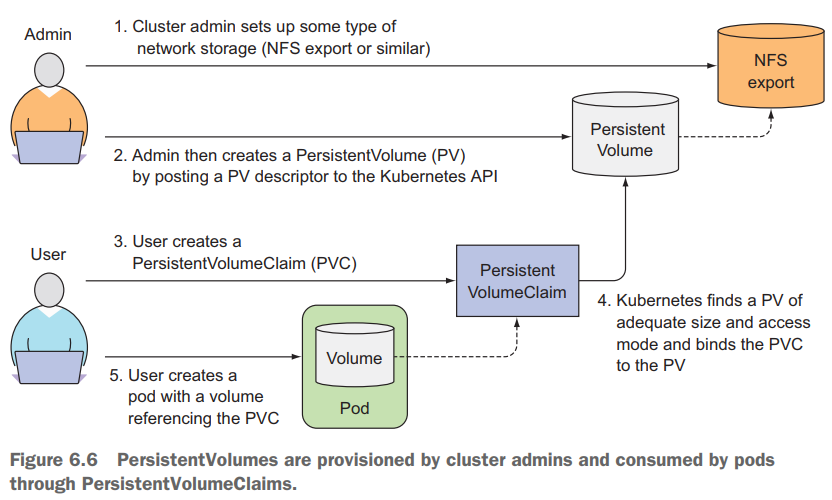 Admin
1. Cluster admin sets up some type of
network storage (NFS export or similar)
NFS
export
Persistent
Volume
2. Admin then creates a PersistentVolume (PV)
by posting a PV descriptor to the Kubernetes API
User
3. User creates a
PersistentVolumeClaim (PVC)
Persistent
VolumeClaim
4. Kubernetes finds a PV of
adequate size and access
mode and binds the PVC
to the PV
Volume
Pod
5. User creates a
pod with a volume
referencing the PVC
Figure 6.6 PersistentVolumes are provisioned by cluster admins and consumed by pods
through PersistentVolumeClaims.